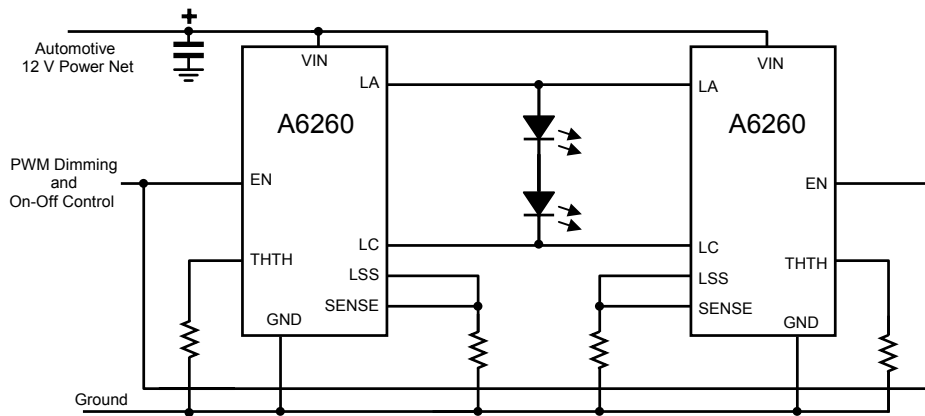 +
Automotive
12 V Power Net
VIN
LA
A6260
PWM Dimming
and
On-Off Control
EN
LC
THTH
LSS
SENSE
GND
Ground
VIN
LA
A6260
EN
LC
THTH
LSS
SENSE
GND